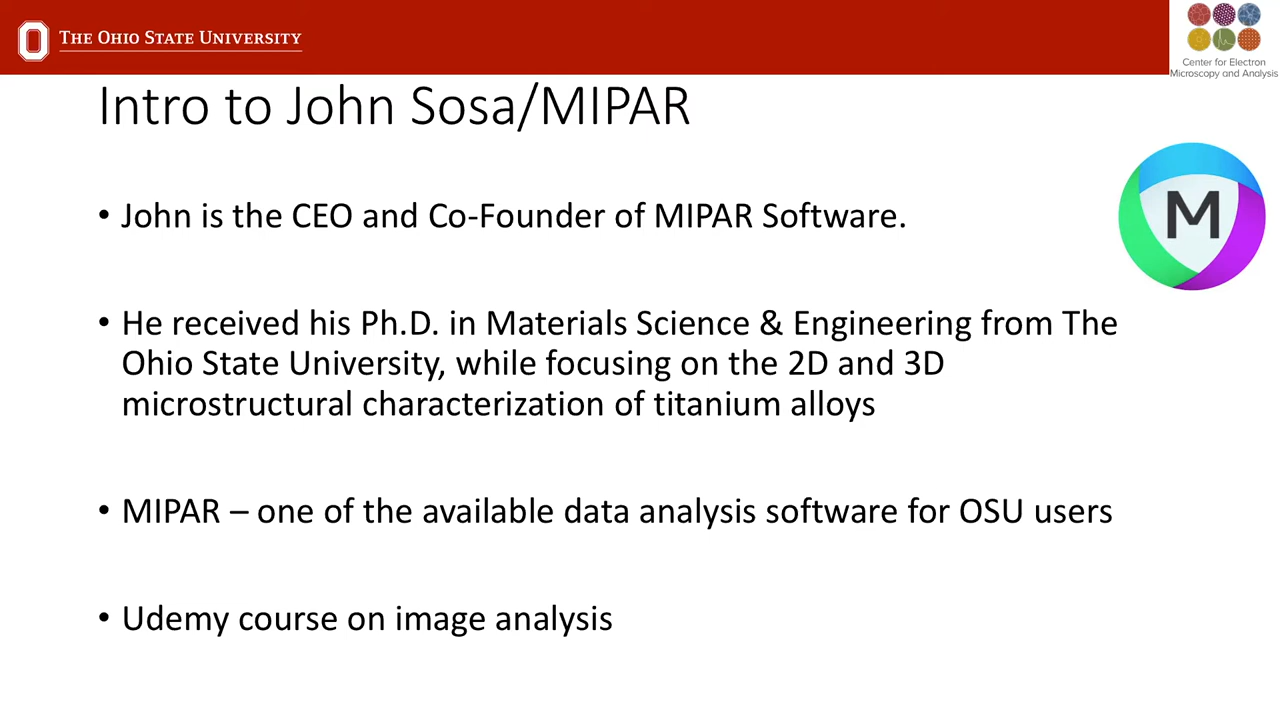 THE OHIO STATE UNIVERSITY
Center for Electron
Microscopy and Analysis
Intro to John Sosa/MIPAR
M
• John is the CEO and Co-Founder of MIPAR Software.
• He received his Ph.D. in Materials Science & Engineering from The
Ohio State University, while focusing on the 2D and 3D
microstructural characterization of titanium alloys
• MIPAR – one of the available data analysis software for OSU users
• Udemy course on image analysis